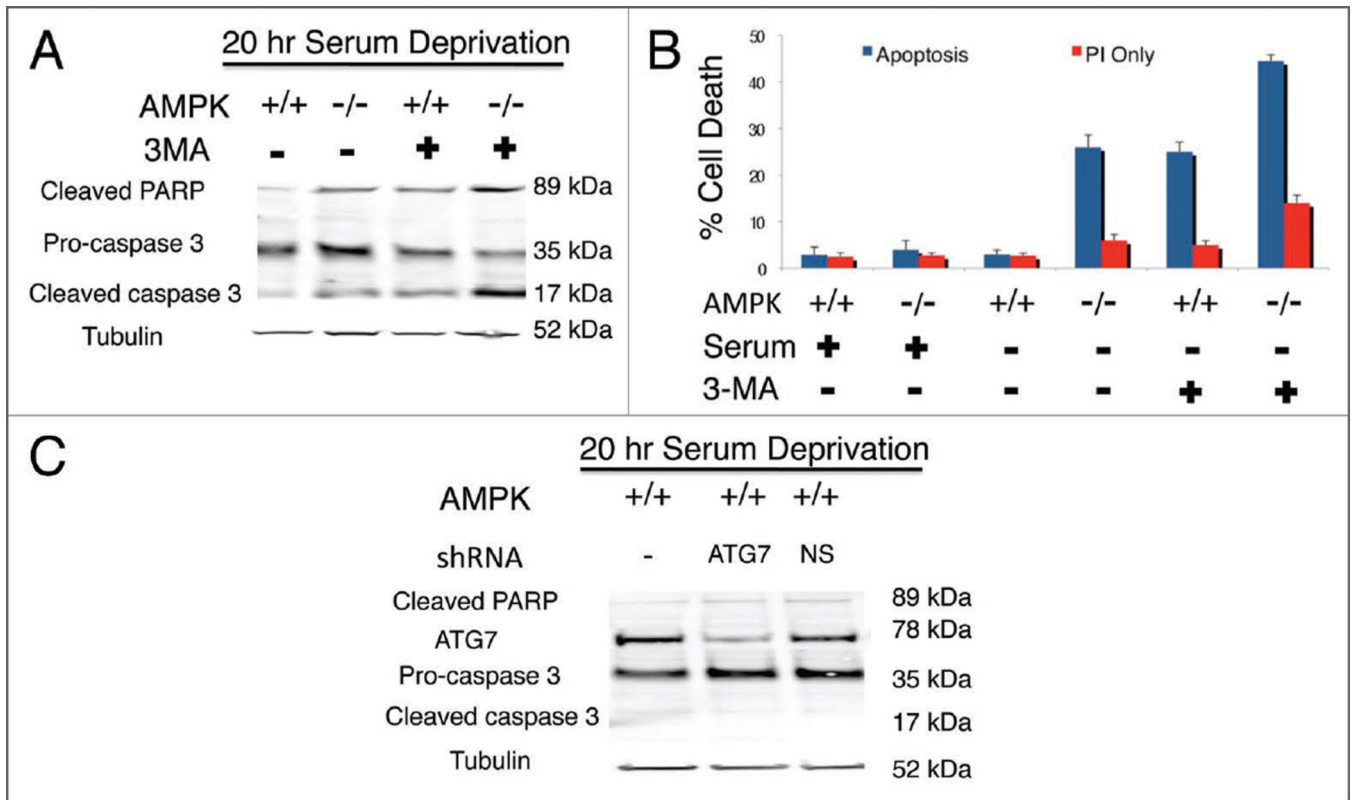 A
20 hr Serum Deprivation
AMPK +/+ -/- +/+ -/-
3MA - - + +
Cleaved PARP 89 kDa
Pro-caspase 3 35 kDa
Cleaved caspase 3 17 kDa
Tubulin 52 kDa
B
% Cell Death
50
40
30
20
10
0
Apoptosis PI Only
AMPK +/+ -/- +/+ -/- +/+ -/-
Serum + + - - - -
3-MA - - - - + +
C
20 hr Serum Deprivation
AMPK +/+ +/+ +/+
shRNA - ATG7 NS
Cleaved PARP 89 kDa
ATG7 78 kDa
Pro-caspase 3 35 kDa
Cleaved caspase 3 17 kDa
Tubulin 52 kDa